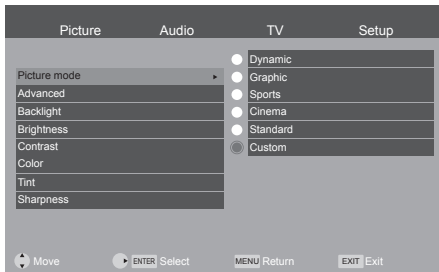 Picture Audio TV Setup
Picture mode
Advanced
Backlight
Brightness
Contrast
Color
Tint
Sharpness
Dynamic
Graphic
Sports
Cinema
Standard
Custom
Move ENTER Select MENU Return EXIT Exit